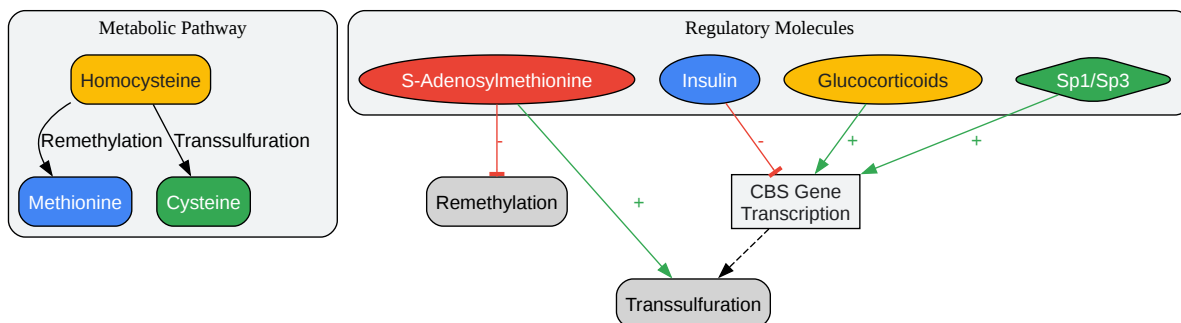 Metabolic Pathway
Homocysteine
Remethylation
Transsulfuration
Methionine
Cysteine
Regulatory Molecules
S-Adenosylmethionine
Insulin
Glucocorticoids
Sp1/Sp3
-
-
+
+
Remethylation
+
CBS Gene
Transcription
Transsulfuration